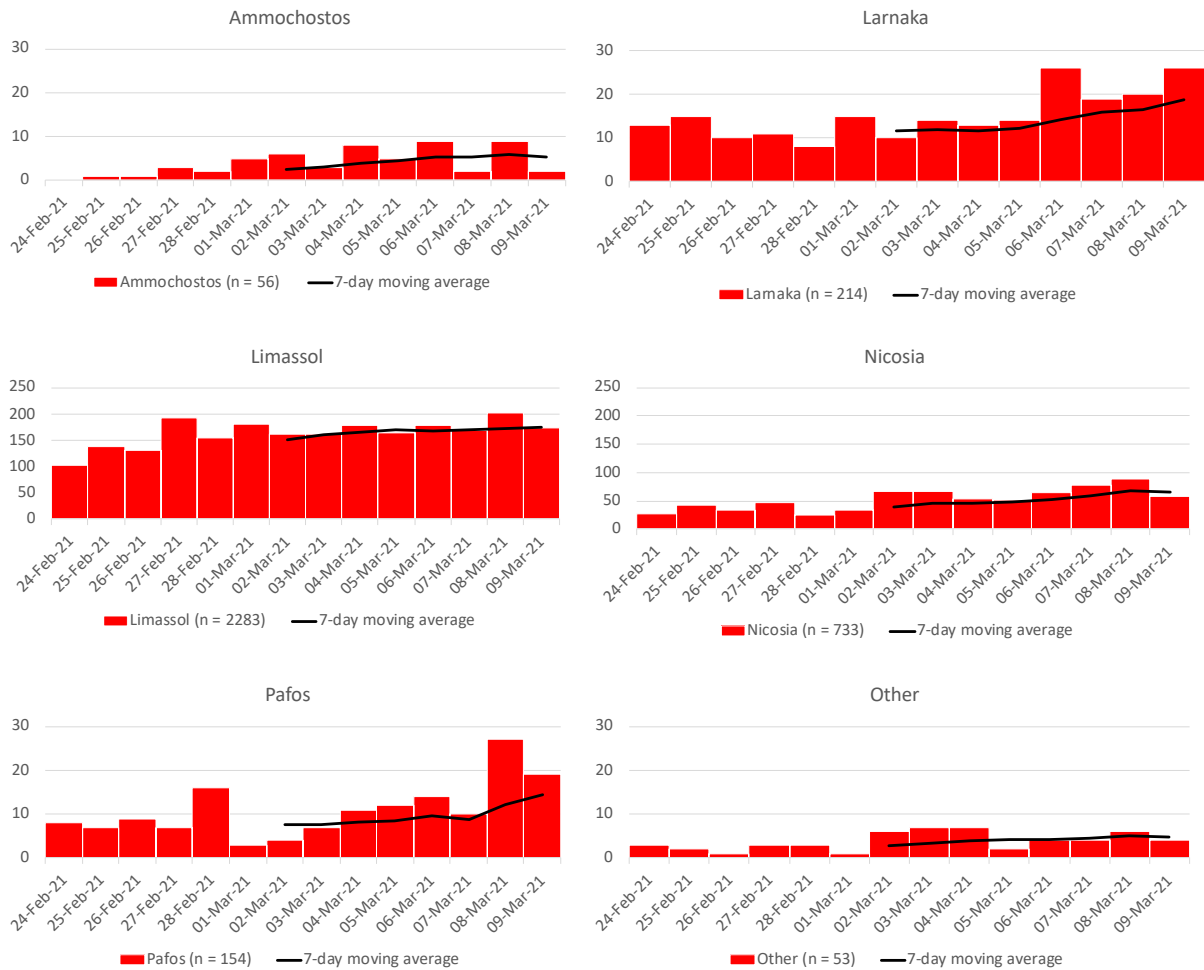 Ammochostos
30
20
10
0
24-Feb-21
25-Feb-21
26-Feb-21
27-Feb-21
28-Feb-21
01-Mar-21
02-Mar-21
03-Mar-21
04-Mar-21
05-Mar-21
06-Mar-21
07-Mar-21
08-Mar-21
09-Mar-21
Ammochostos (n = 56) 7-day moving average
Larnaka
30
20
10
0
24-Feb-21
25-Feb-21
26-Feb-21
27-Feb-21
28-Feb-21
01-Mar-21
02-Mar-21
03-Mar-21
04-Mar-21
05-Mar-21
06-Mar-21
07-Mar-21
08-Mar-21
09-Mar-21
Larnaka (n = 214) 7-day moving average
Limassol
250
200
150
100
50
0
24-Feb-21
25-Feb-21
26-Feb-21
27-Feb-21
28-Feb-21
01-Mar-21
02-Mar-21
03-Mar-21
04-Mar-21
05-Mar-21
06-Mar-21
07-Mar-21
08-Mar-21
09-Mar-21
Limassol (n = 2283) 7-day moving average
Nicosia
250
200
150
100
50
0
24-Feb-21
25-Feb-21
26-Feb-21
27-Feb-21
28-Feb-21
01-Mar-21
02-Mar-21
03-Mar-21
04-Mar-21
05-Mar-21
06-Mar-21
07-Mar-21
08-Mar-21
09-Mar-21
Nicosia (n = 733) 7-day moving average
Pafos
30
20
10
0
24-Feb-21
25-Feb-21
26-Feb-21
27-Feb-21
28-Feb-21
01-Mar-21
02-Mar-21
03-Mar-21
04-Mar-21
05-Mar-21
06-Mar-21
07-Mar-21
08-Mar-21
09-Mar-21
Pafos (n = 154) 7-day moving average
Other
30
20
10
0
24-Feb-21
25-Feb-21
26-Feb-21
27-Feb-21
28-Feb-21
01-Mar-21
02-Mar-21
03-Mar-21
04-Mar-21
05-Mar-21
06-Mar-21
07-Mar-21
08-Mar-21
09-Mar-21
Other (n = 53) 7-day moving average